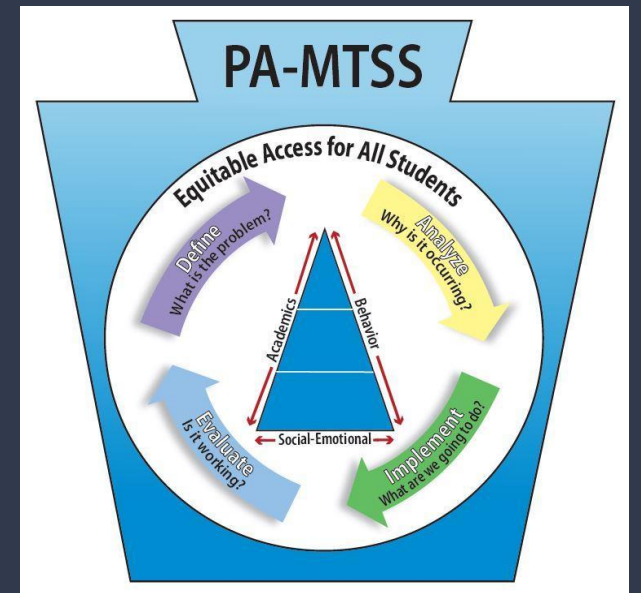 PA-MTSS
Equitable Access for All Students
Define
What is the problem?
Analyze
Why is it occurring?
Academics
Behavior
Social-Emotional
Evaluate
Is it working?
Implement
What are we going to do?